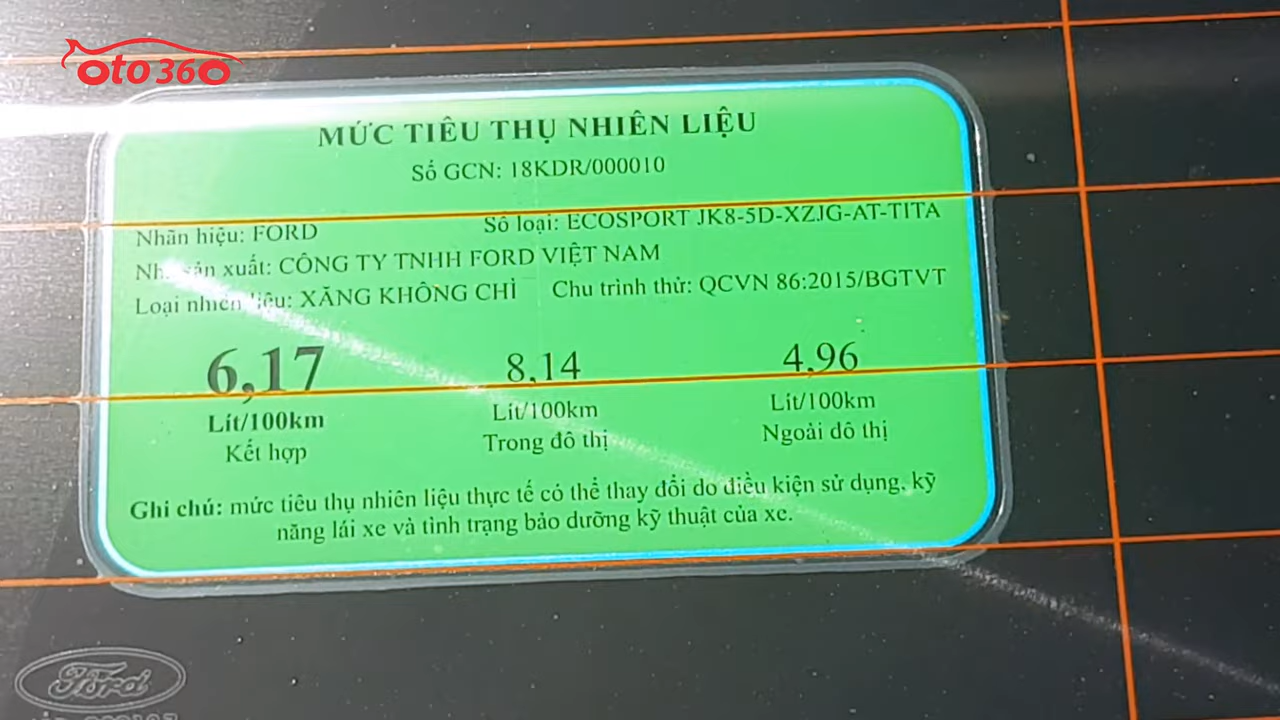 oto360
MỨC TIÊU THỤ NHIÊN LIỆU
Số GCN: 18KDR/000010
Nhãn hiệu: FORD Số loại: ECOSPORT JK8-5D-XZJG-AT-TITA
sản xuất: CÔNG TY TNHH FORD VIỆT NAM
Loại nhiên liệu: XĂNG KHÔNG CHÌ Chu trình thử: QCVN 86:2015/BGTVT
6,17 8,14 4,96
Lít/100km Lít/100km Lít/100km
Kết hợp Trong đô thị Ngoài đô thị
Ghi chú: mức tiêu thụ nhiên liệu thực tế có thể thay đổi do điều kiện sử dụng, kỹ
năng lái xe và tình trạng bảo dưỡng kỹ thuật của xe.
Ford